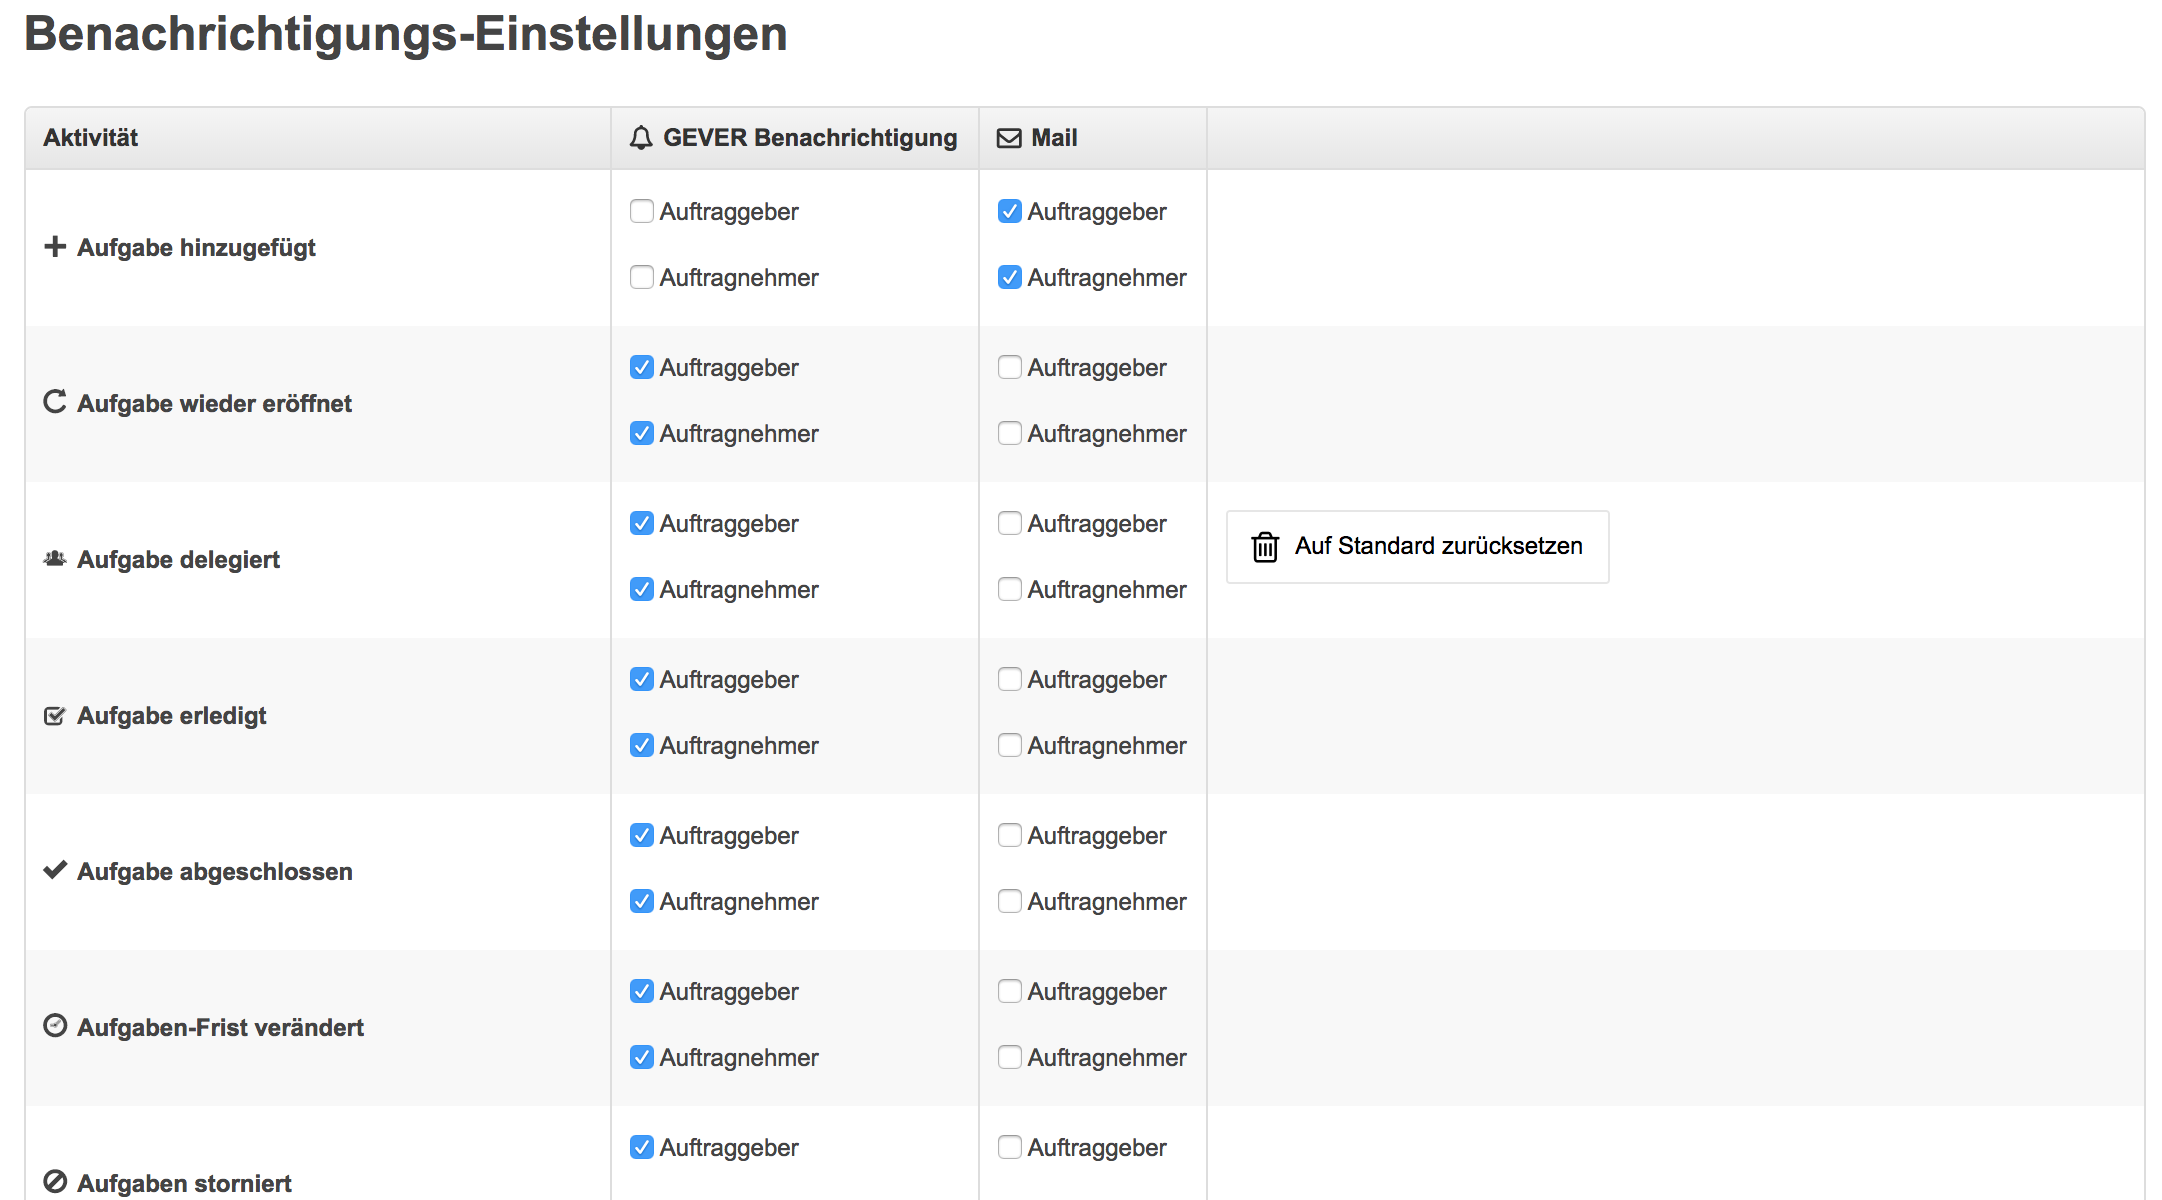 Benachrichtigungs-Einstellungen
Aktivität GEVER Benachrichtigung Mail
Auftraggeber Auftraggeber
Aufgabe hinzugefügt
Auftragnehmer Auftragnehmer
Auftraggeber Auftraggeber
Aufgabe wieder eröffnet
Auftragnehmer Auftragnehmer
Auftraggeber Auftraggeber
Aufgabe delegiert Auf Standard zurücksetzen
Auftragnehmer Auftragnehmer
Auftraggeber Auftraggeber
Aufgabe erledigt
Auftragnehmer Auftragnehmer
Auftraggeber Auftraggeber
Aufgabe abgeschlossen
Auftragnehmer Auftragnehmer
Auftraggeber Auftraggeber
Aufgaben-Frist verändert
Auftragnehmer Auftragnehmer
Auftraggeber Auftraggeber
Aufgaben storniert